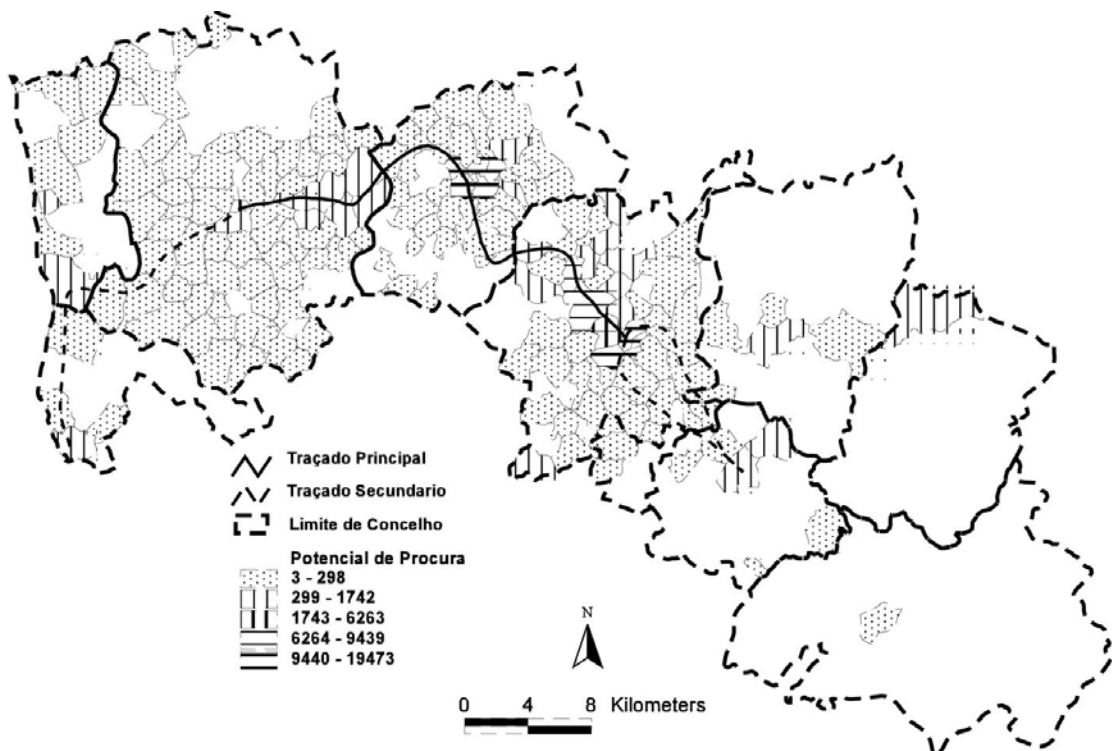 Traçado Principal
Traçado Secundario
Limite de Concelho
Potencial de Procura
3 - 298
299 - 1742
1743 - 6263
6264 - 9439
9440 - 19473
N
0 4 8 Kilometers